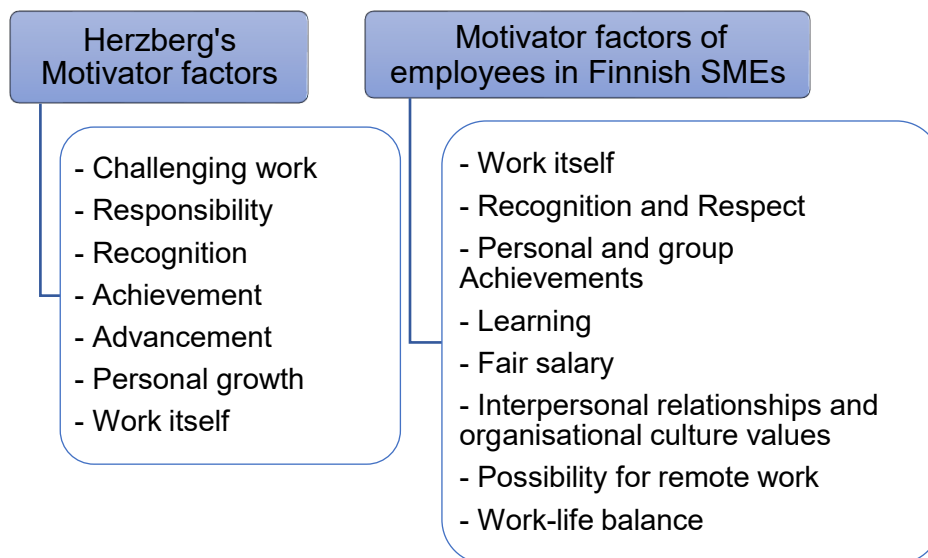 Herzberg's
Motivator factors
- Challenging work
- Responsibility
- Recognition
- Achievement
- Advancement
- Personal growth
- Work itself
Motivator factors of
employees in Finnish SMEs
- Work itself
- Recognition and Respect
- Personal and group
Achievements
- Learning
- Fair salary
- Interpersonal relationships and
organisational culture values
- Possibility for remote work
- Work-life balance